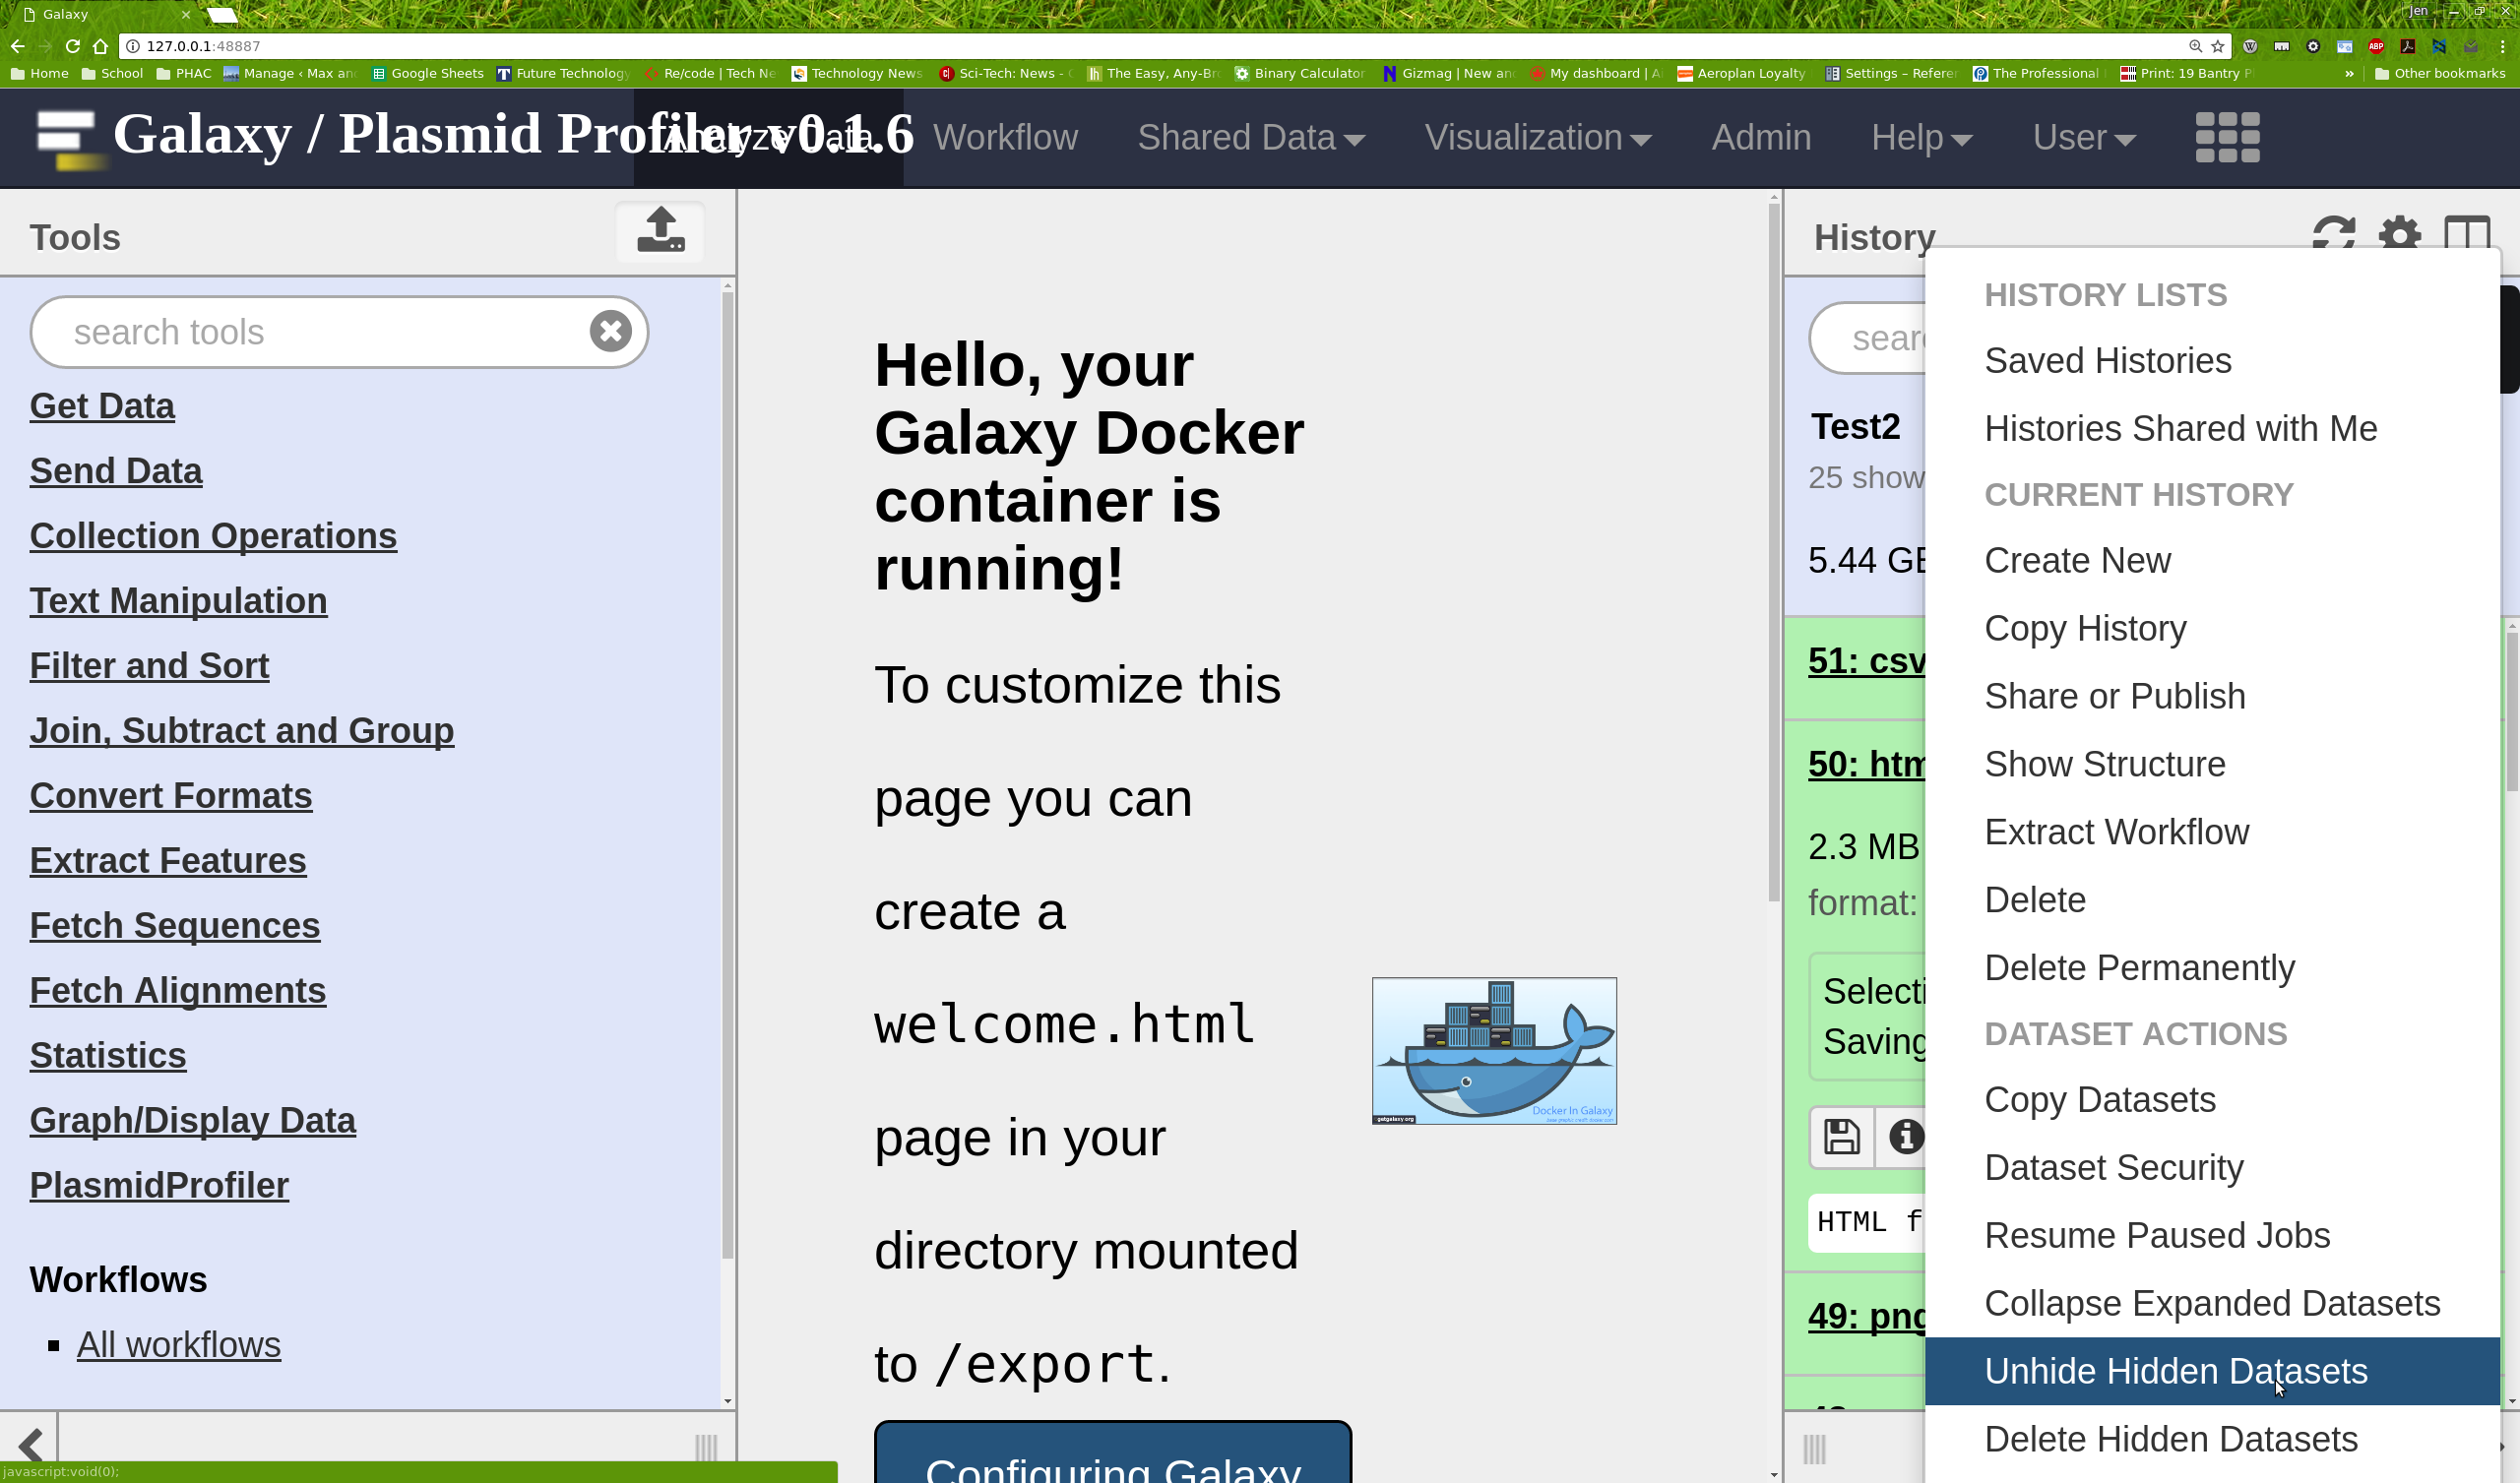 Galaxy
Jen
127.0.0.1:48887
Home School PHAC Manage ‹ Max an Google Sheets Future Technology Re/code | Tech Ne Technology News Sci-Tech: News - The Easy, Any-Br Binary Calculator Gizmag | New an My dashboard | A Aeroplan Loyalty Settings – Refere The Professional Print: 19 Bantry P » Other bookmarks
Galaxy / Plasmid Profiler v0.1.6
Analyze Data Workflow Shared Data Visualization Admin Help User
Tools
search tools
Get Data
Send Data
Collection Operations
Text Manipulation
Filter and Sort
Join, Subtract and Group
Convert Formats
Extract Features
Fetch Sequences
Fetch Alignments
Statistics
Graph/Display Data
PlasmidProfiler
Workflows
All workflows
javascript:void(0);
Hello, your
Galaxy Docker
container is
running!
To customize this
page you can
create a
welcome.html
page in your
directory mounted
to /export.
Configuring Galaxy
Docker In Galaxy
getgalaxy.org
History
sear
Test2
25 show
5.44 GB
51: csv
50: htm
2.3 MB
format:
Selecti
Saving
HTML f
49: png
HISTORY LISTS
Saved Histories
Histories Shared with Me
CURRENT HISTORY
Create New
Copy History
Share or Publish
Show Structure
Extract Workflow
Delete
Delete Permanently
DATASET ACTIONS
Copy Datasets
Dataset Security
Resume Paused Jobs
Collapse Expanded Datasets
Unhide Hidden Datasets
Delete Hidden Datasets